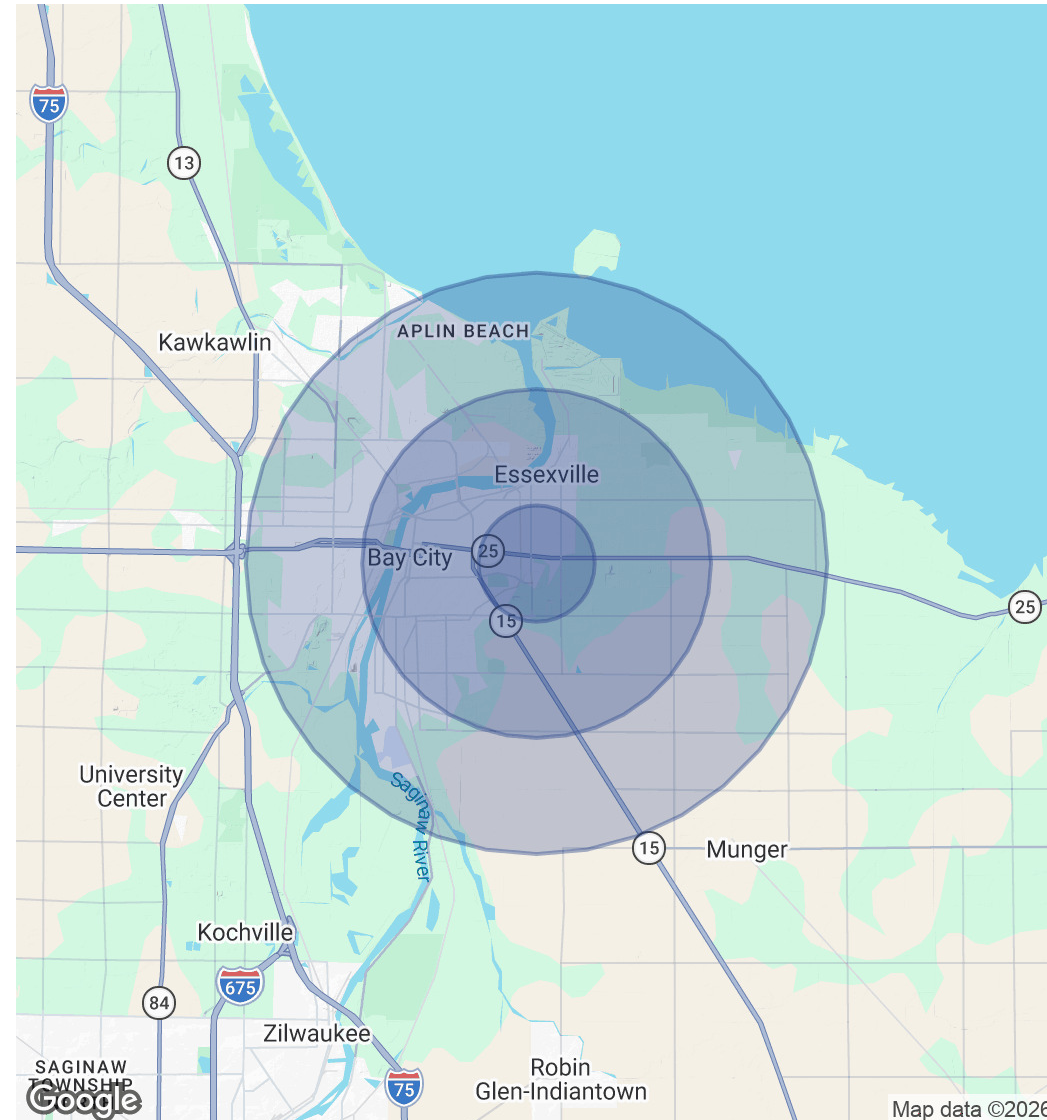 75
13
APLIN BEACH
Kawkawlin
Essexville
Bay City
25
25
15
University
Center
Saginaw River
15
Munger
Kochville
675
84
Zilwaukee
SAGINAW
TOWNSHIP
Robin
Glen-Indiantown
75
Google
Map data ©2026